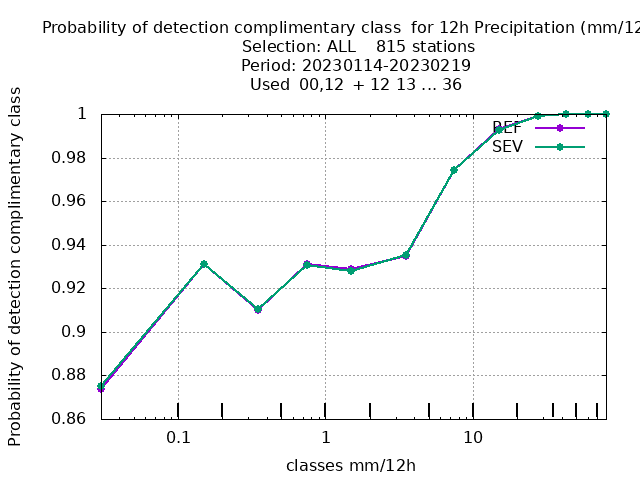 Probability of detection complimentary class  for 12h Precipitation (mm/12
Selection: ALL    815 stations
Period: 20230114-20230219
Used  00,12  + 12 13 ... 36
Probability of detection complimentary class
1
0.98
0.96
0.94
0.92
0.9
0.88
0.86
REF
SEV
0.1
1
10
classes mm/12h